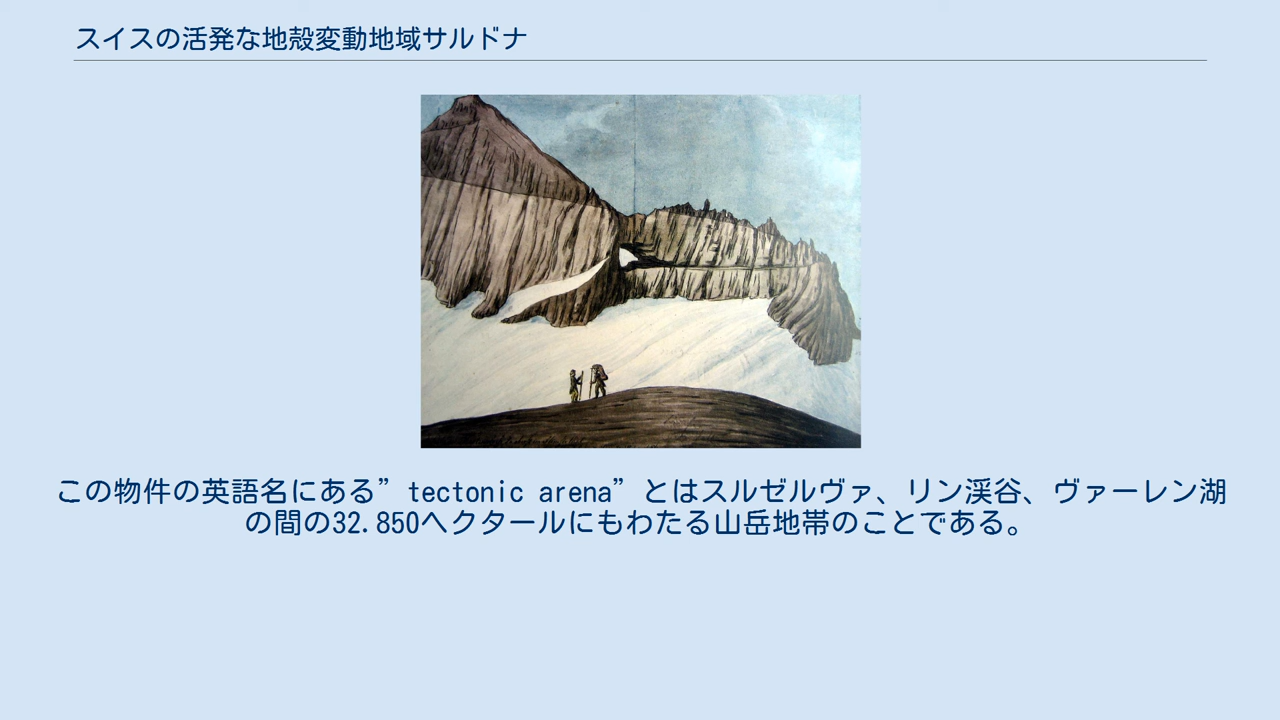 スイスの活発な地殻変動地域サルドナ
この物件の英語名にある”tectonic arena”とはスルゼルヴァ、リン渓谷、ヴァーレン湖
の間の32.850ヘクタールにもわたる山岳地帯のことである。